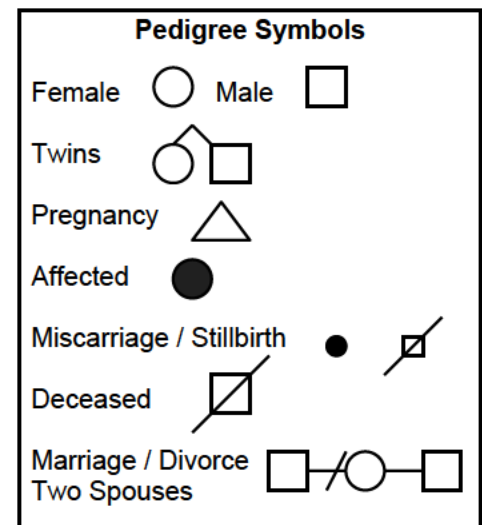 Pedigree Symbols
Female Male
Twins
Pregnancy
Affected
Miscarriage / Stillbirth
Deceased
Marriage / Divorce
Two Spouses